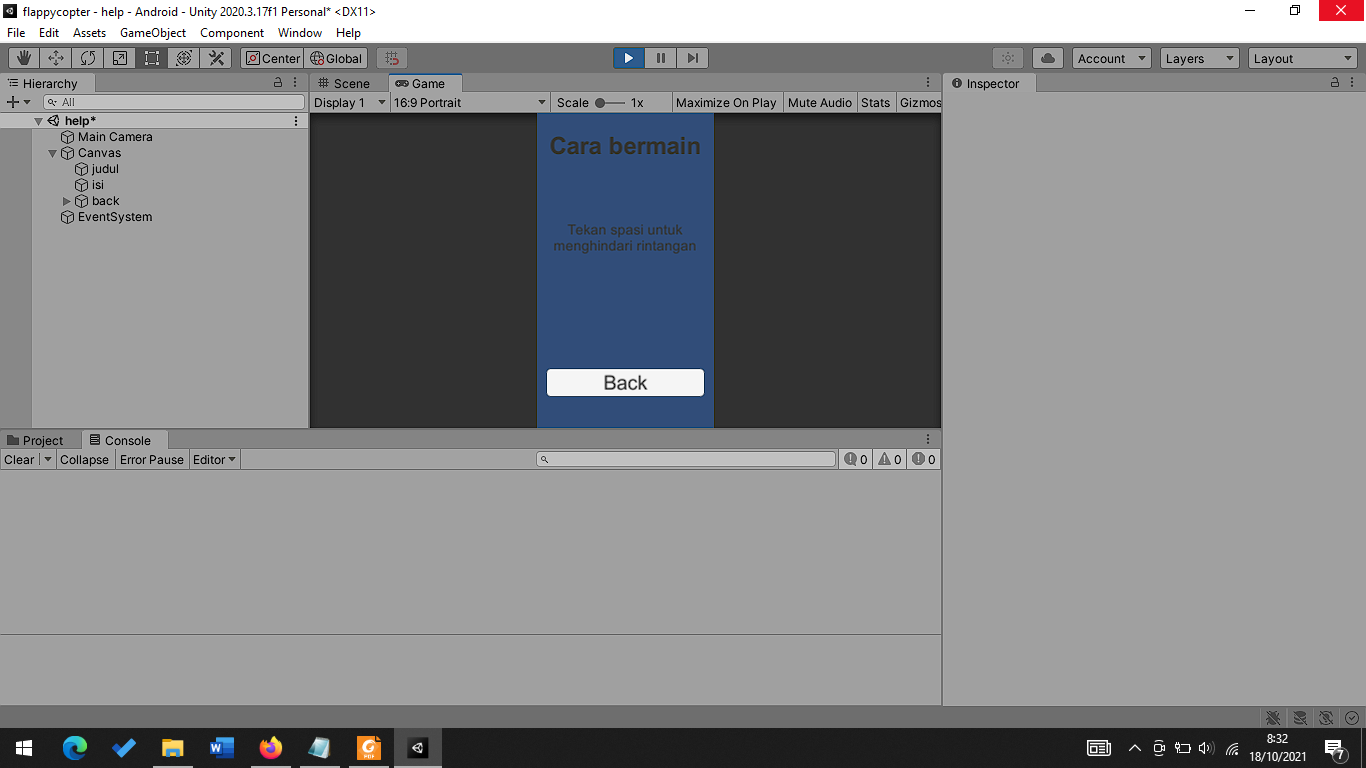 flappycopter - help - Android - Unity 2020.3.17f1 Personal* <DX11>
File Edit Assets GameObject Component Window Help
Center Global Account Layers Layout
Hierarchy
Scene Game
Inspector
All
Display 1 16:9 Portrait Scale 1x Maximize On Play Mute Audio Stats Gizmos
help*
Main Camera
Canvas
judul
isi
back
EventSystem
Cara bermain
Tekan spasi untuk
menghindari rintangan
Back
Project Console
Clear Collapse Error Pause Editor 0 0 0
8:32
18/10/2021
7